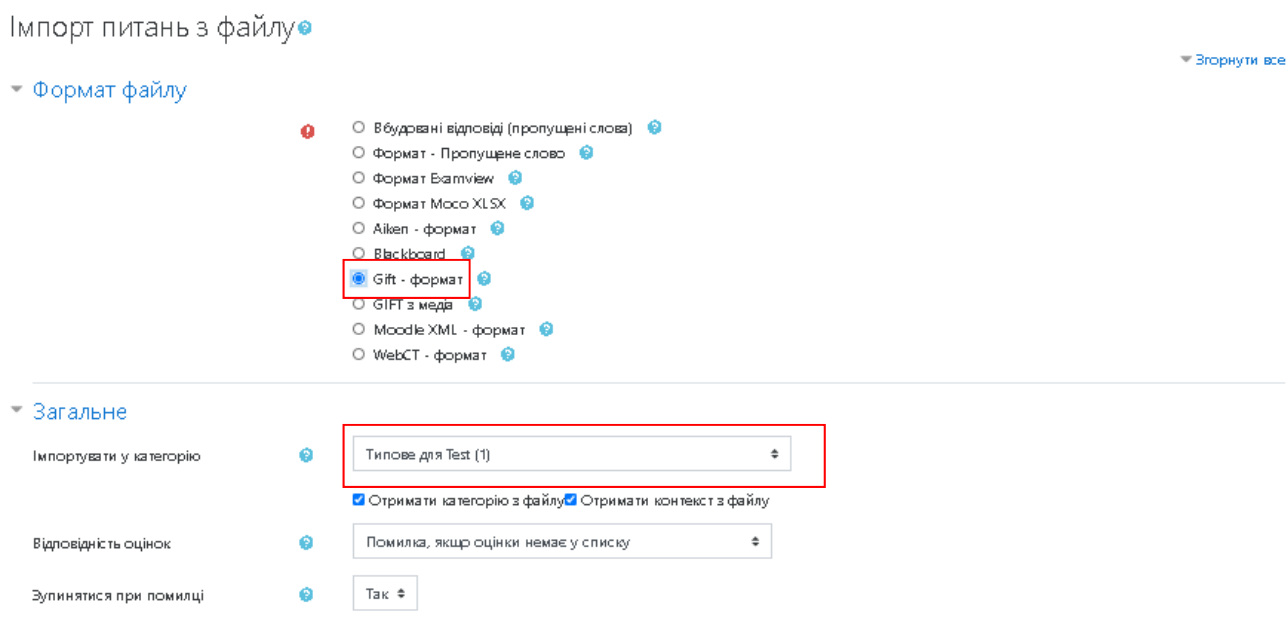 Імпорт питань з файлу
Згорнути все
Формат файлу
Вбудовані відповіді (пропущені слова)
Формат - Пропущене слово
Формат Examview
Формат Moco XLSX
Aiken - формат
Blackboard
Gift - формат
GIFT з медіа
Moodle XML - формат
WebCT - формат
Загальне
Імпортувати у категорію
Типове для Test (1)
Отримати категорію з файлу Отримати контекст з файлу
Відповідність оцінок
Помилка, якщо оцінки немає у списку
Зупинятися при помилці
Так